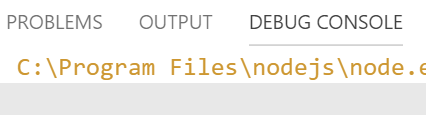 PROBLEMS OUTPUT DEBUG CONSOLE
C:\Program Files\nodejs\node.e